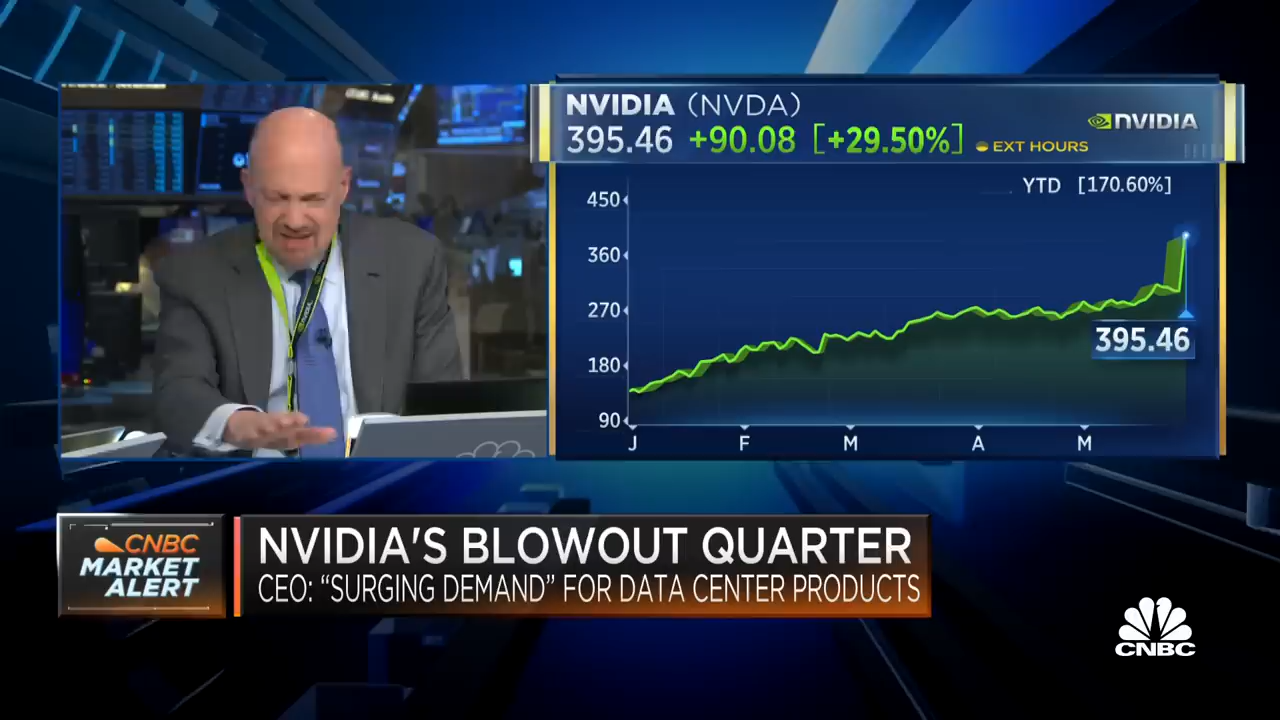 NVIDIA (NVDA)
395.46 +90.08 [+29.50%] EXT HOURS
NVIDIA
YTD [170.60%]
450
360
270
180
90
395.46
J F M A M
NVIDIA
CNBC
MARKET
ALERT
NVIDIA'S BLOWOUT QUARTER
CEO: “SURGING DEMAND” FOR DATA CENTER PRODUCTS
CNBC